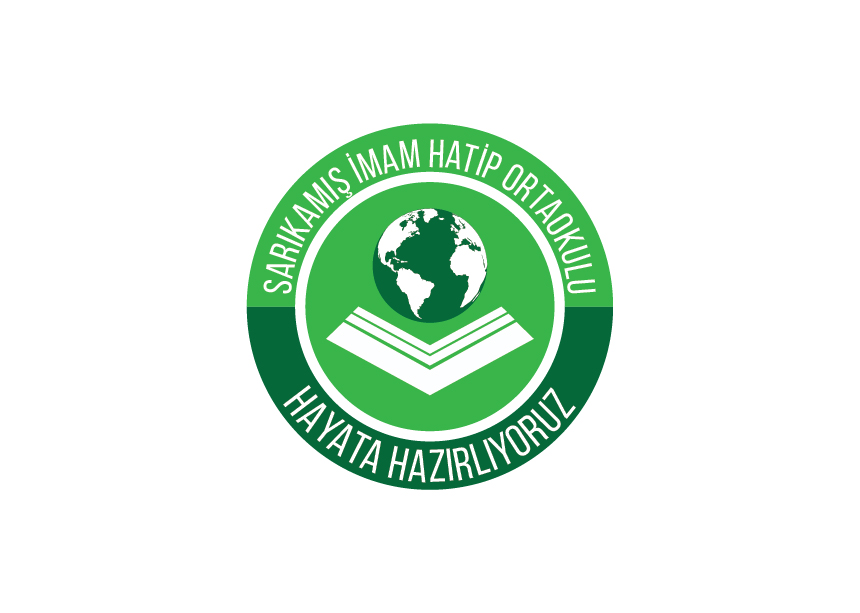 SARIKAMIŞ İMAM HATİP ORTAOKULU
HAYATA HAZIRLIYORUZ